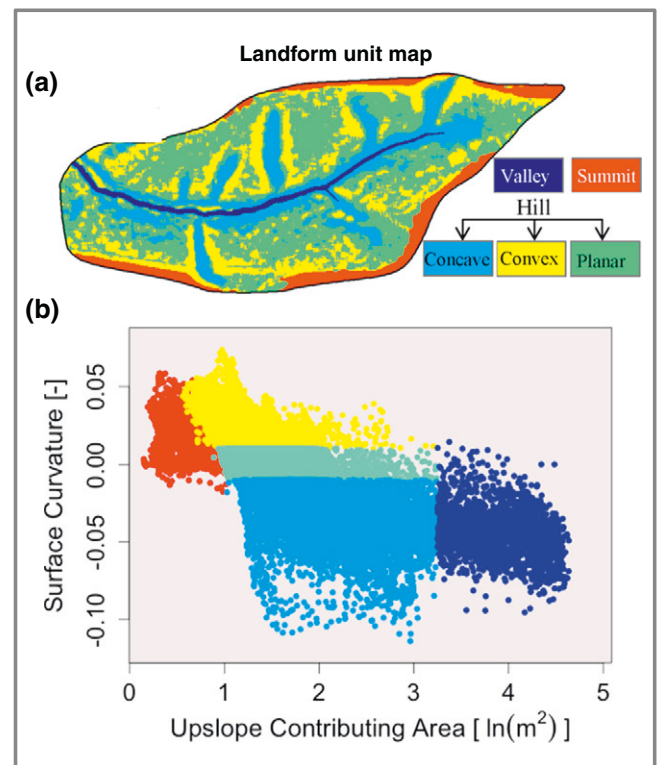 Landform unit map
(a)
Valley Summit
Hill
Concave Convex Planar
(b)
Surface Curvature [-]
0.05
0.00
-0.05
-0.10
0 1 2 3 4 5
Upslope Contributing Area [ ln(m²) ]